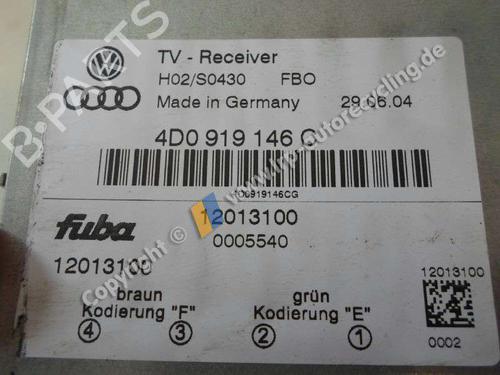 TV - Receiver
H02/S0430 FBO
Made in Germany 29.06.04
4D0 919 146
4D0919146CG
fuba
12013100
0005540
12013100
12013100
braun grün
Kodierung "F" Kodierung "E"
4 3 2 1
0002
B-PARTS
Copyright © www.lrp-autorecycling.de